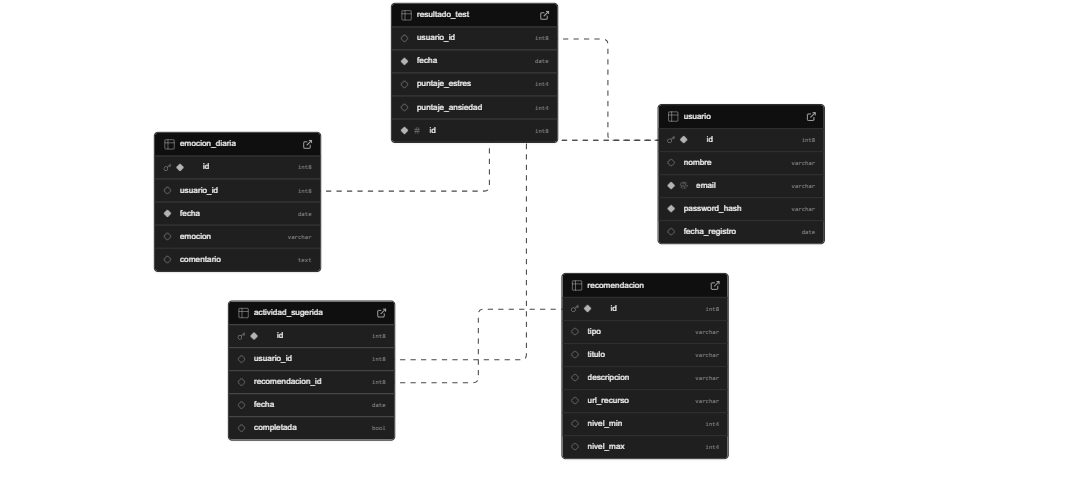 resultado_test
usuario_id int8
fecha date
puntaje_estres int4
puntaje_ansiedad int4
# id int8
usuario
id int8
nombre varchar
email varchar
password_hash varchar
fecha_registro date
emocion_diaria
id int8
usuario_id int8
fecha date
emocion varchar
comentario text
recomendacion
id int8
tipo varchar
titulo varchar
descripcion varchar
url_recurso varchar
nivel_min int4
nivel_max int4
actividad_sugerida
id int8
usuario_id int8
recomendacion_id int8
fecha date
completada bool